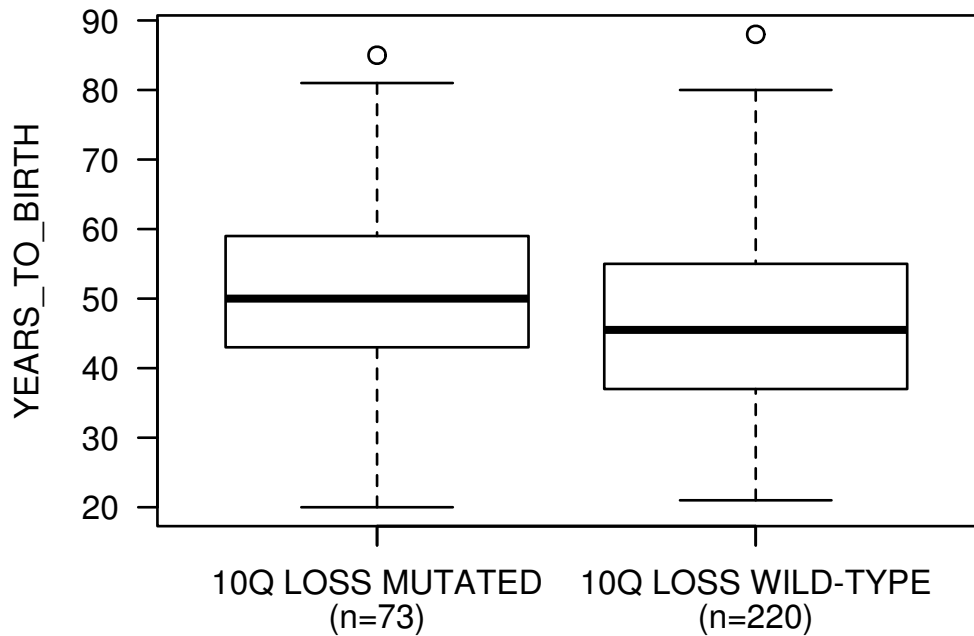 YEARS_TO_BIRTH
90
80
70
60
50
40
30
20
10Q LOSS MUTATED
(n=73)
10Q LOSS WILD-TYPE
(n=220)